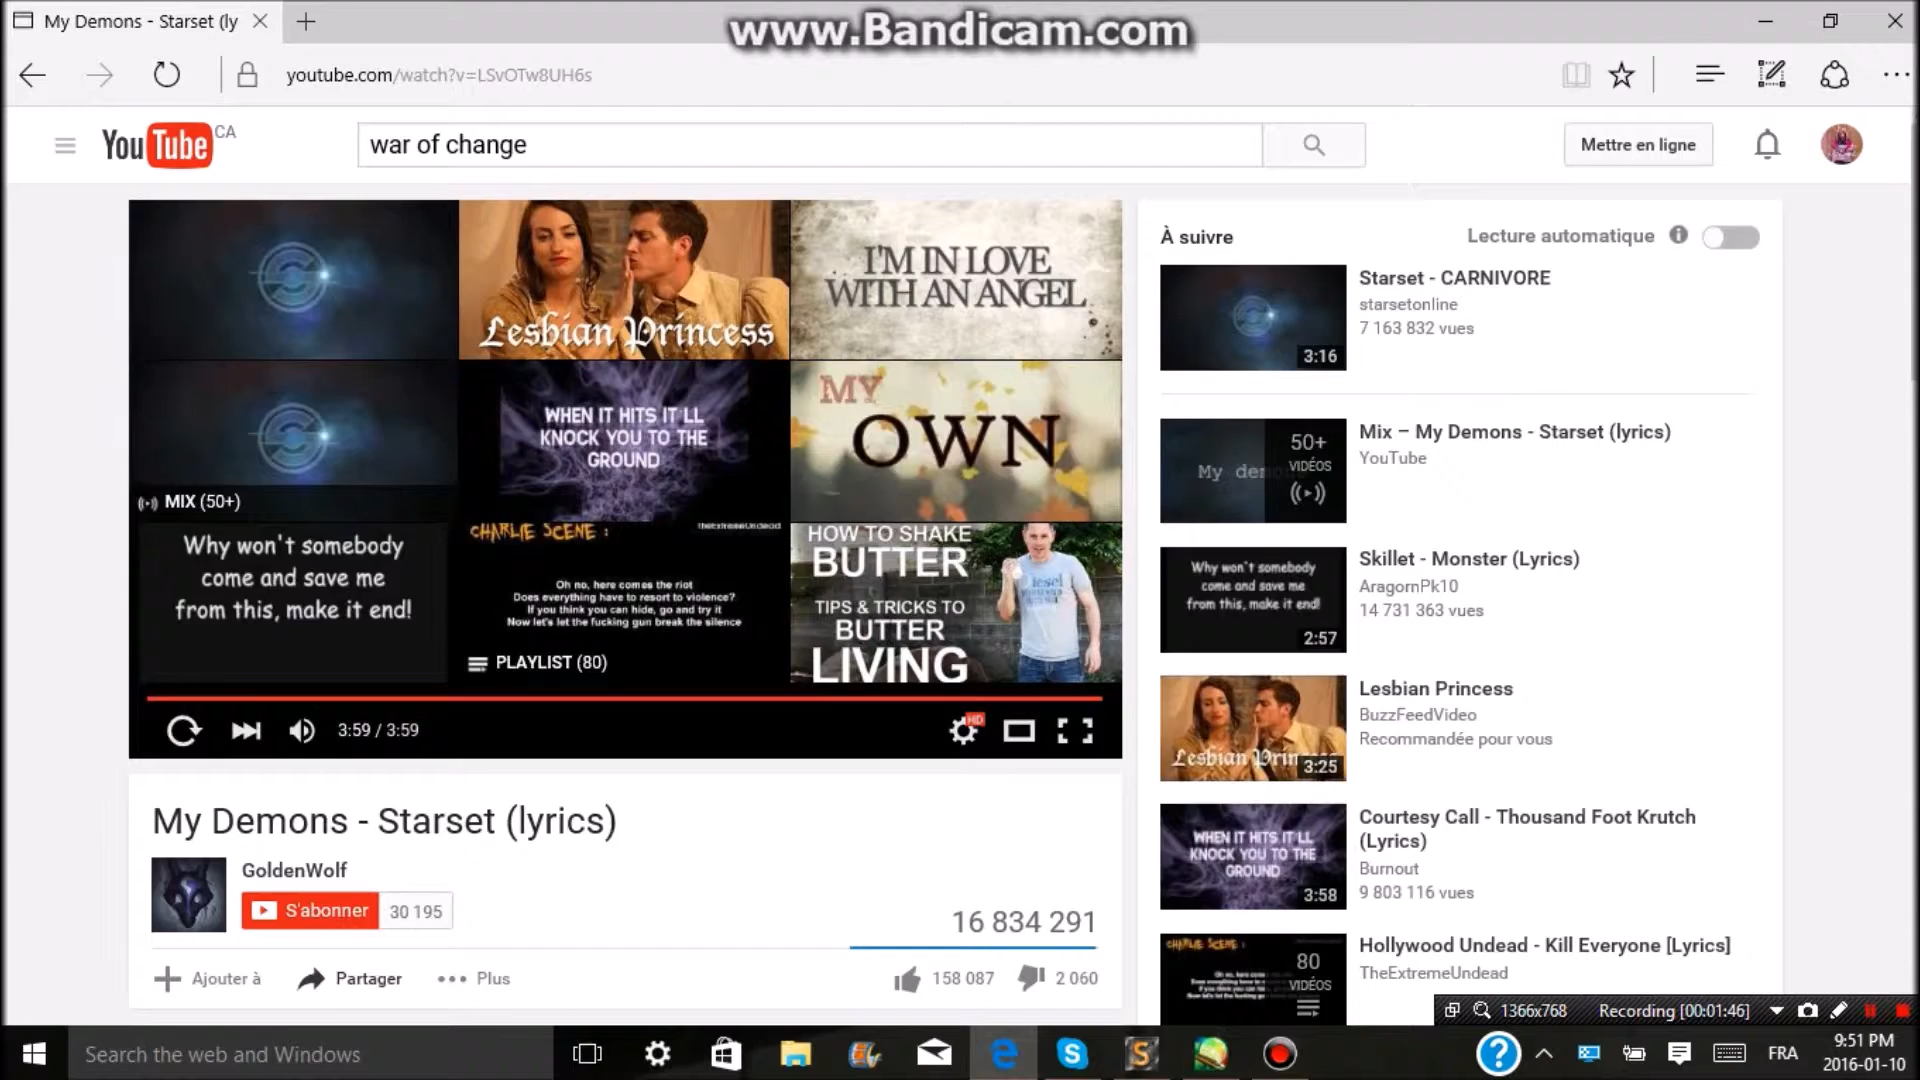 My Demons - Starset (ly
www.Bandicam.com
youtube.com/watch?v=LSvOTw8UH6s
YouTube CA
war of change
Mettre en ligne
Lesbian Princess
I'M IN LOVE
WITH AN ANGEL
MIX (50+)
WHEN IT HITS IT LL
KNOCK YOU TO THE
GROUND
MY
OWN
Why won't somebody
come and save me
from this, make it end!
CHARLIE SCENE :
TheExtremeUndead
Oh no, here comes the riot
Does everything have to resort to violence?
If you think you can hide, go and try it
Now let's let the fucking gun break the silence
PLAYLIST (80)
HOW TO SHAKE
BUTTER
TIPS & TRICKS TO
BUTTER
LIVING
3:59 / 3:59
HD
My Demons - Starset (lyrics)
GoldenWolf
S'abonner 30 195
16 834 291
Ajouter à Partager Plus
158 087 2 060
À suivre
Lecture automatique
Starset - CARNIVORE
starsetonline
7 163 832 vues
3:16
My de
50+
VIDÉOS
Mix – My Demons - Starset (lyrics)
YouTube
Why won't somebody
come and save me
from this, make it end!
2:57
Skillet - Monster (Lyrics)
AragornPk10
14 731 363 vues
Lesbian Prin
3:25
Lesbian Princess
BuzzFeedVideo
Recommandée pour vous
WHEN IT HITS IT LL
KNOCK YOU TO THE
GROUND
3:58
Courtesy Call - Thousand Foot Krutch
(Lyrics)
Burnout
9 803 116 vues
CHARLIE SCENE :
80
VIDÉOS
Hollywood Undead - Kill Everyone [Lyrics]
TheExtremeUndead
1366x768 Recording [00:01:46]
Search the web and Windows
FRA
9:51 PM
2016-01-10